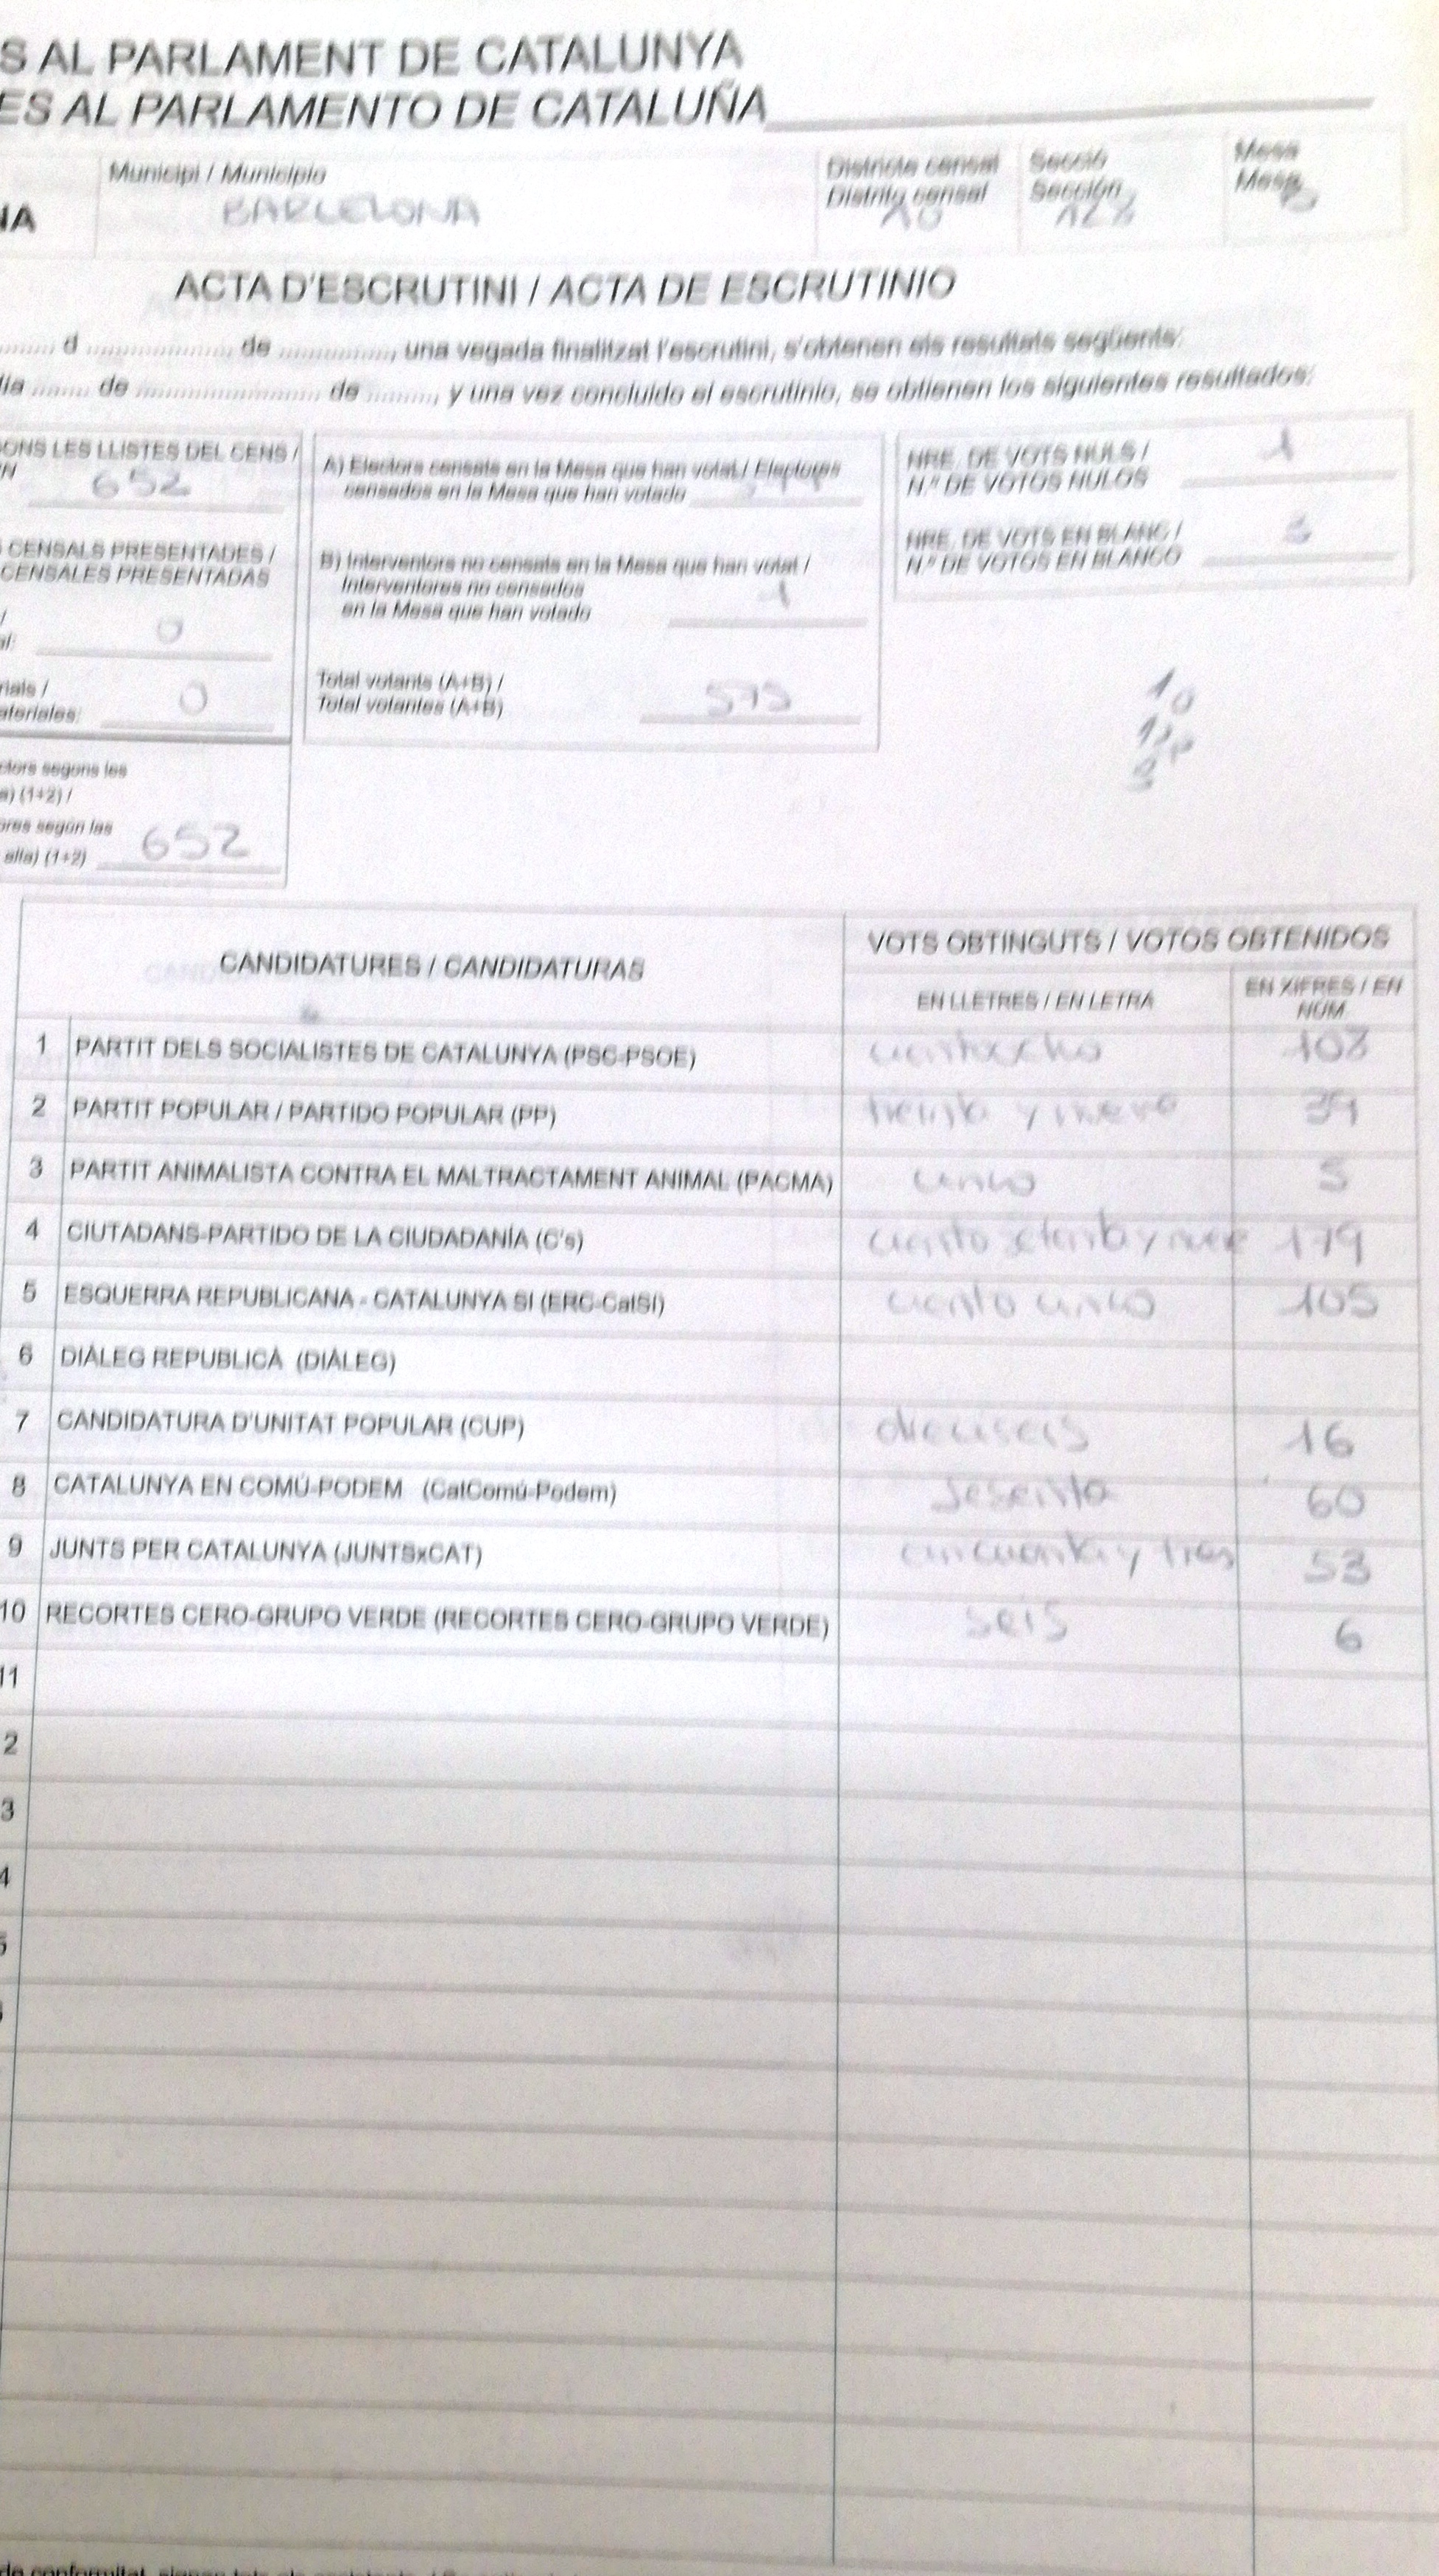 S AL PARLAMENT DE CATALUNYA
ES AL PARLAMENTO DE CATALUÑA
Municipi / Municipio
BARCELONA
Districte censal
Distrito censal
10
Secció
Sección
128
Mesa
Mesa
B
IA
ACTA D'ESCRUTINI / ACTA DE ESCRUTINIO
........ d ..................... de ..............., una vegada finalitzat l'escrutini, s'obtenen els resultats següents:
día ........ de .......................... de .........., y una vez concluido el escrutinio, se obtienen los siguientes resultados:
ONS LES LLISTES DEL CENS /
N 652
CENSALS PRESENTADES /
CENSALES PRESENTADAS
/
al: 0
rials /
ateriales: 0
ctors segons les
a) (1+2) /
ores según las
alta) (1+2) 652
A) Electors censats en la Mesa que han votat / Electores
censados en la Mesa que han votado
B) Interventors no censats en la Mesa que han votat /
Interventores no censados
en la Mesa que han votado 1
Total votants (A+B) /
Total votantes (A+B) 575
NRE. DE VOTS NULS / 1
N.º DE VOTOS NULOS
NRE. DE VOTS EN BLANC / 3
N.º DE VOTOS EN BLANCO
CANDIDATURES / CANDIDATURAS
VOTS OBTINGUTS / VOTOS OBTENIDOS
EN LLETRES / EN LETRA
EN XIFRES / EN
NÚM.
1 PARTIT DELS SOCIALISTES DE CATALUNYA (PSC-PSOE) ciento ocho 108
2 PARTIT POPULAR / PARTIDO POPULAR (PP) treinta y nueve 39
3 PARTIT ANIMALISTA CONTRA EL MALTRACTAMENT ANIMAL (PACMA) cinco 5
4 CIUTADANS-PARTIDO DE LA CIUDADANÍA (C's) ciento setenta y nueve 179
5 ESQUERRA REPUBLICANA - CATALUNYA SÍ (ERC-CatSÍ) ciento cinco 105
6 DIÀLEG REPUBLICÀ (DIÀLEG)
7 CANDIDATURA D'UNITAT POPULAR (CUP) dieciseis 16
8 CATALUNYA EN COMÚ-PODEM (CatComú-Podem) sesenta 60
9 JUNTS PER CATALUNYA (JUNTSxCAT) cincuenta y tres 53
10 RECORTES CERO-GRUPO VERDE (RECORTES CERO-GRUPO VERDE) seis 6
11
2
3
4
5